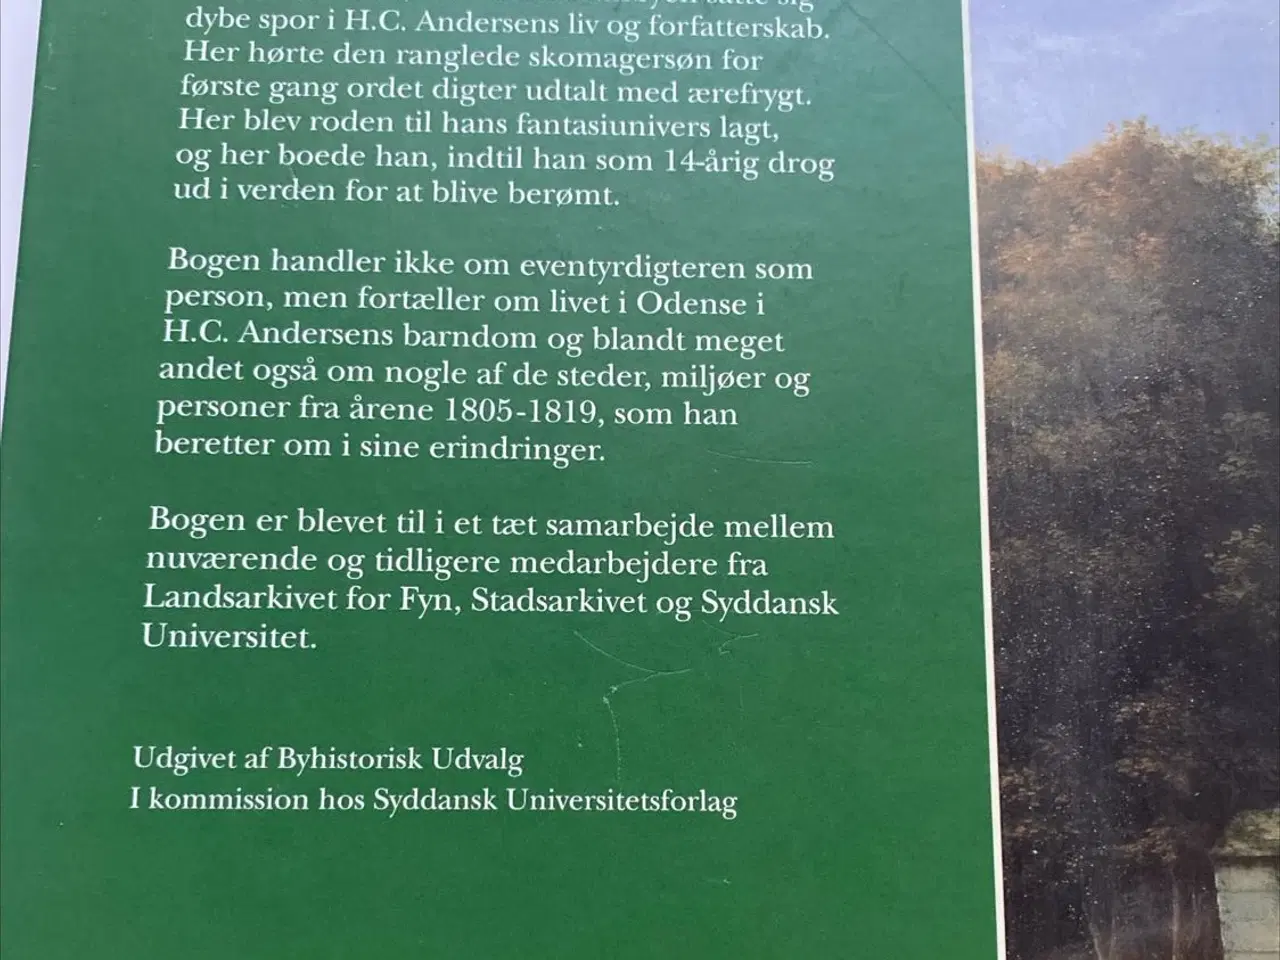 satte sig
dybe spor i H.C. Andersens liv og forfatterskab.
Her hørte den ranglede skomagersøn for
første gang ordet digter udtalt med ærefrygt.
Her blev roden til hans fantasiunivers lagt,
og her boede han, indtil han som 14-årig drog
ud i verden for at blive berømt.
Bogen handler ikke om eventyrdigteren som
person, men fortæller om livet i Odense i
H.C. Andersens barndom og blandt meget
andet også om nogle af de steder, miljøer og
personer fra årene 1805-1819, som han
beretter om i sine erindringer.
Bogen er blevet til i et tæt samarbejde mellem
nuværende og tidligere medarbejdere fra
Landsarkivet for Fyn, Stadsarkivet og Syddansk
Universitet.
Udgivet af Byhistorisk Udvalg
I kommission hos Syddansk Universitetsforlag